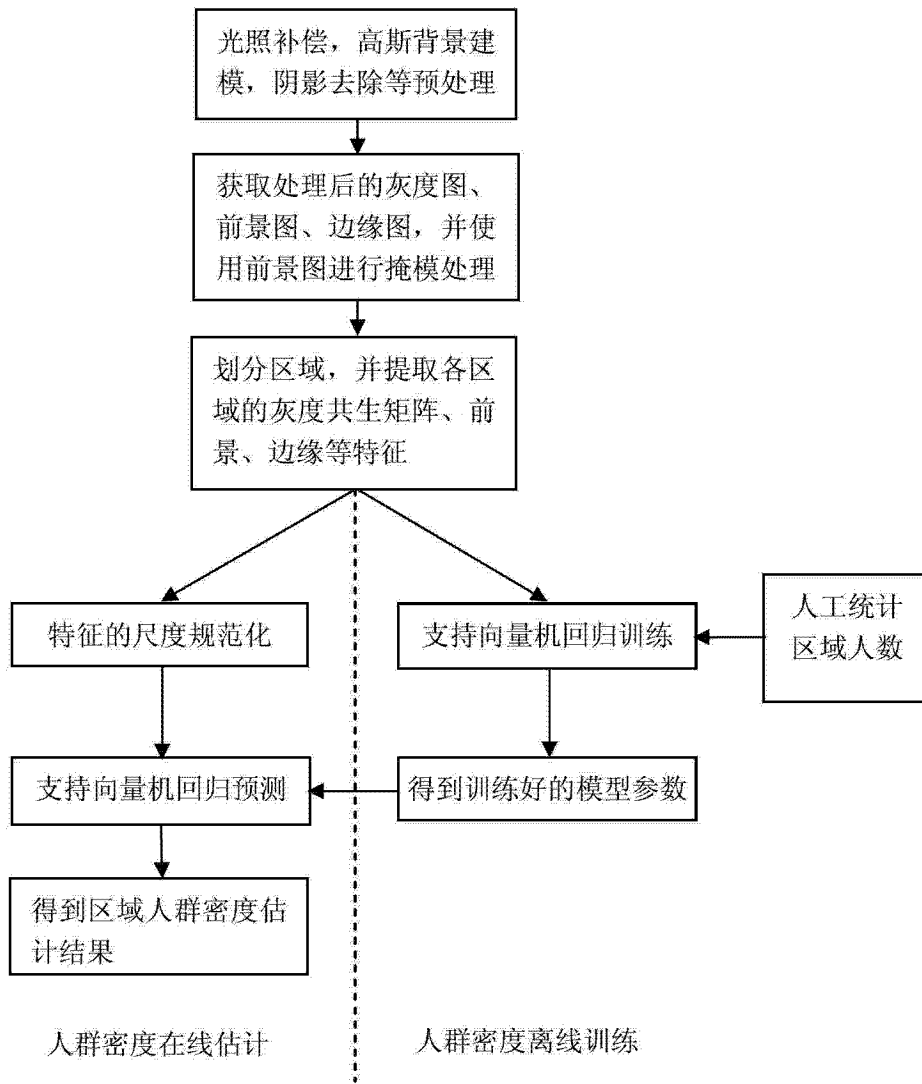 光照补偿，高斯背景建
模，阴影去除等预处理
获取处理后的灰度图、
前景图、边缘图，并使
用前景图进行掩模处理
划分区域，并提取各区
域的灰度共生矩阵、前
景、边缘等特征
特征的尺度规范化
支持向量机回归训练
人工统计
区域人数
支持向量机回归预测
得到训练好的模型参数
得到区域人群密度估
计结果
人群密度在线估计
人群密度离线训练